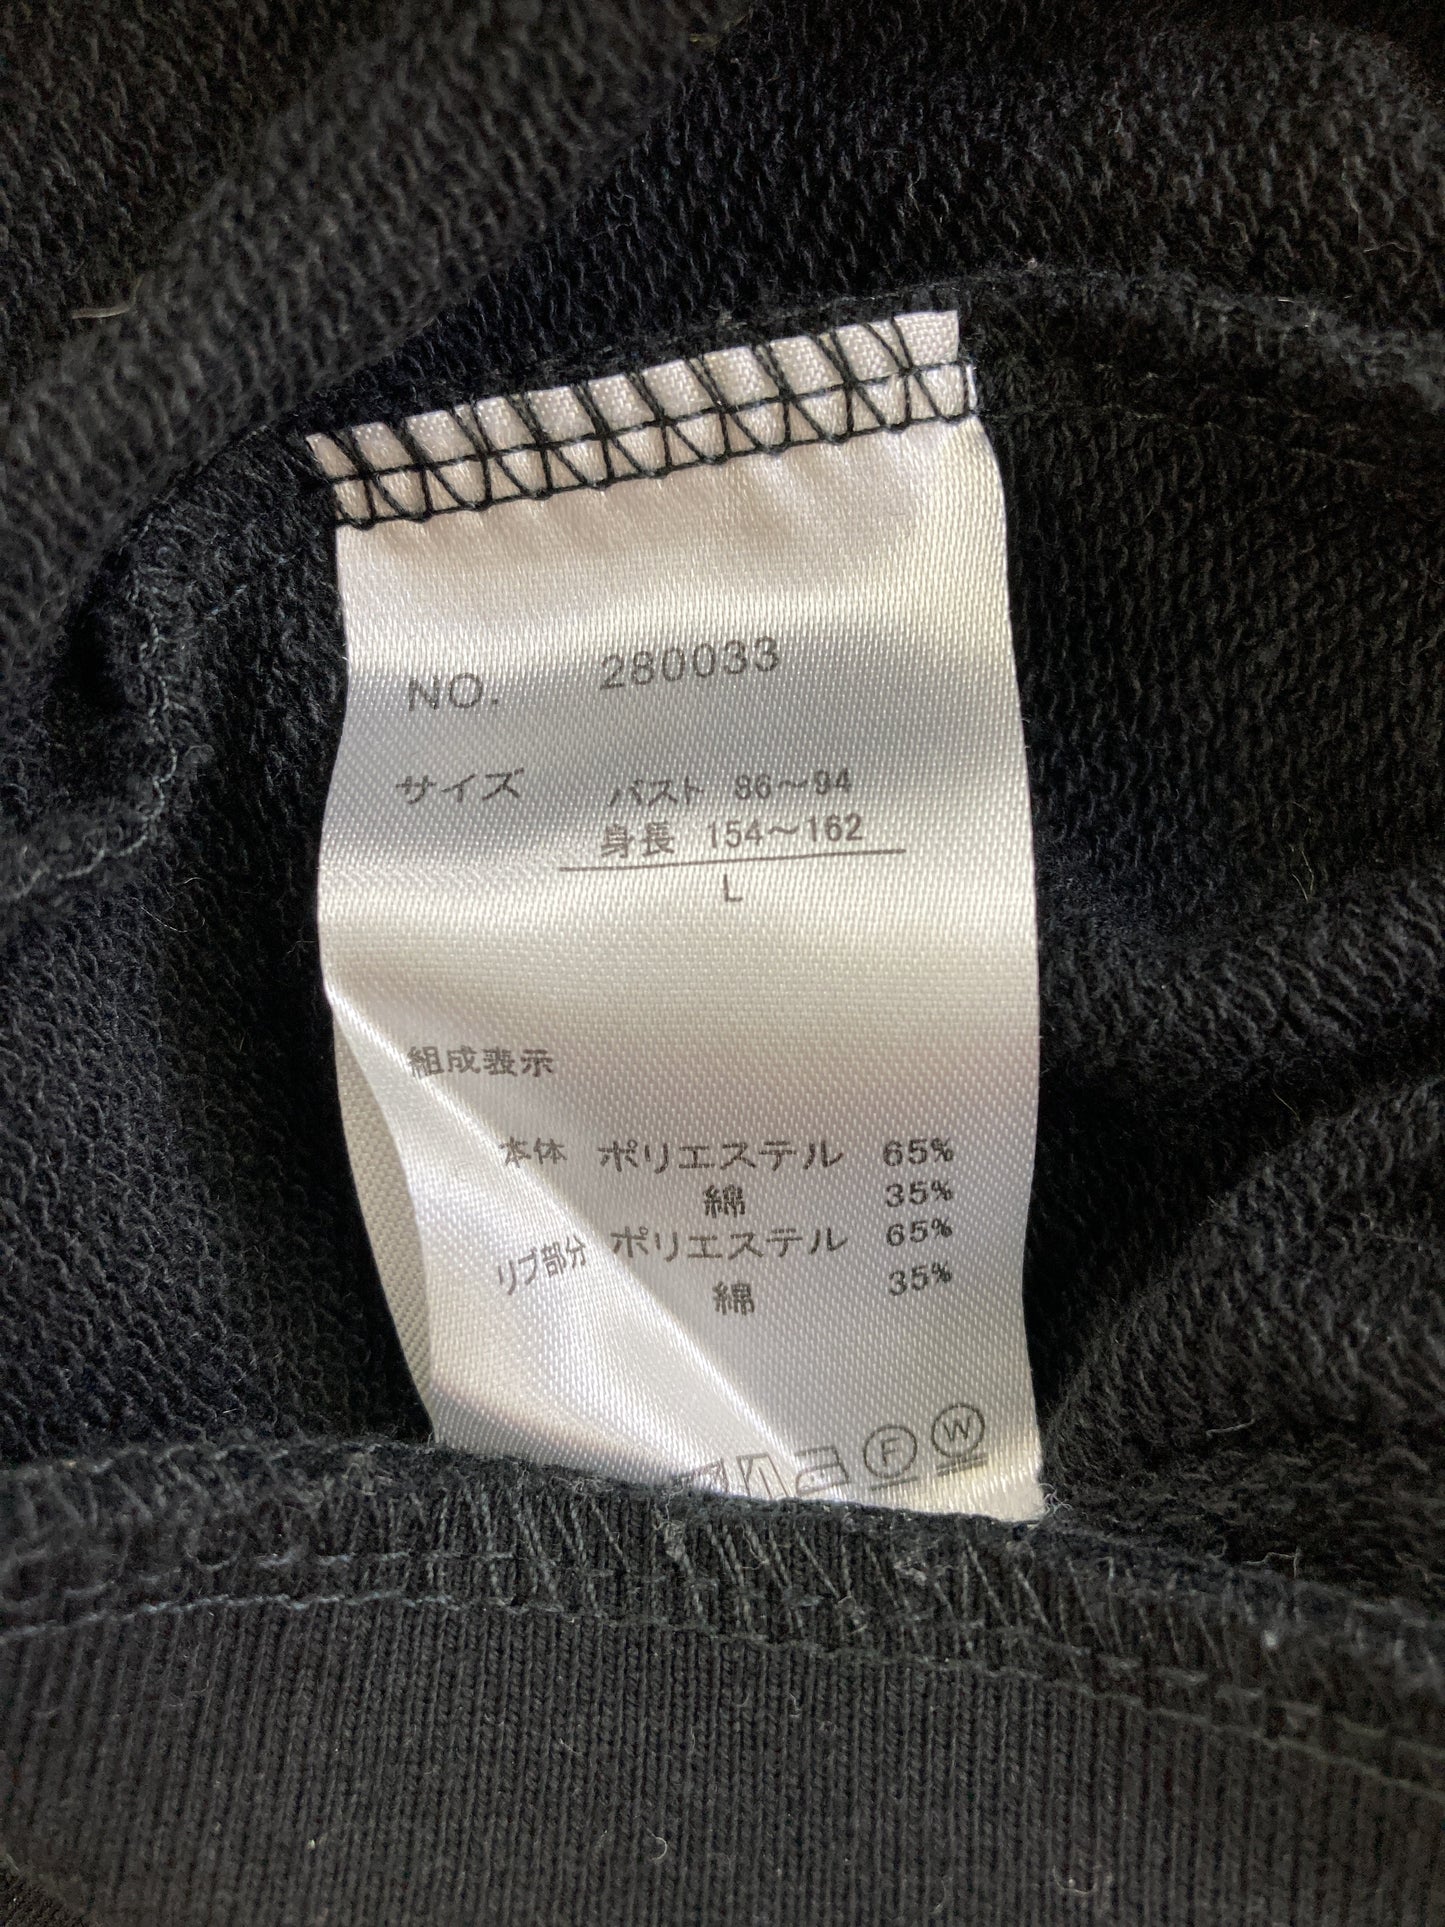 NO. 280033
サイズ バスト 86～94
身長 154～162
L
組成表示
本体 ポリエステル 65%
綿 35%
リブ部分 ポリエステル 65%
綿 35%
F W